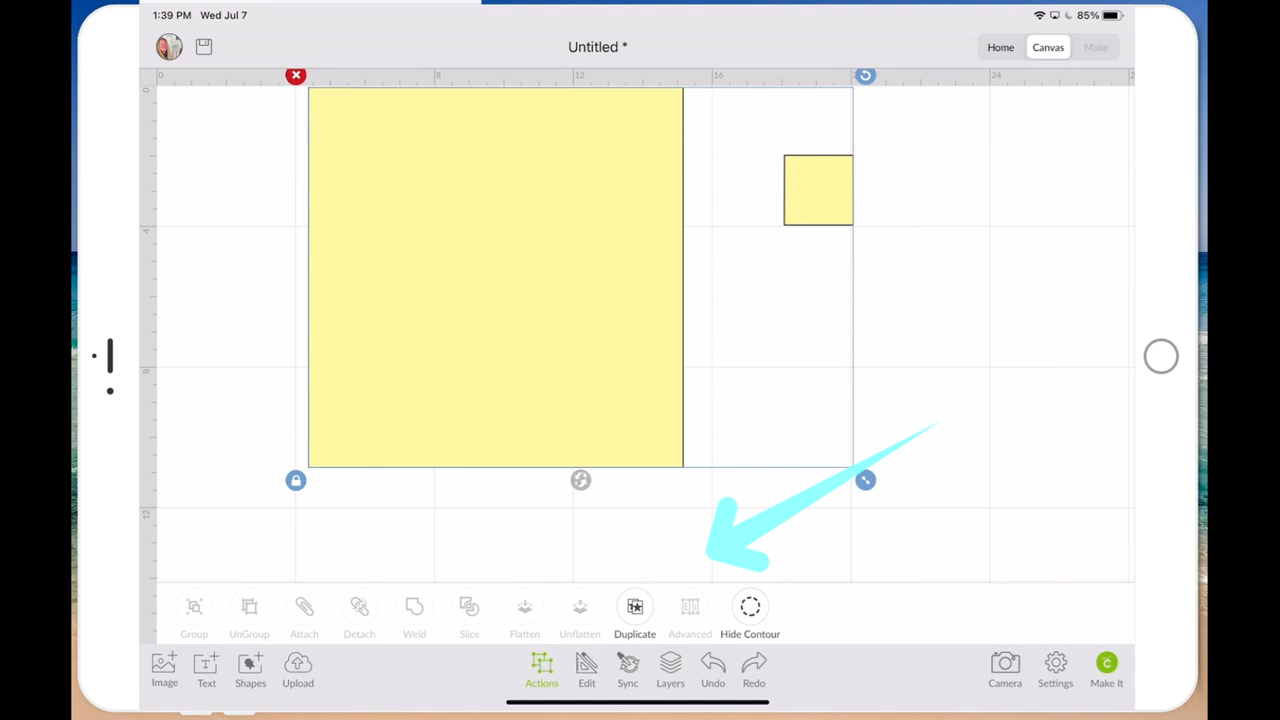 1:39 PM Wed Jul 7 85%
Untitled *
Home Canvas Make
0 8 12 16 24
0
4
8
12
Group UnGroup Attach Detach Weld Slice Flatten Unflatten Duplicate Advanced Hide Contour
Image Text Shapes Upload Actions Edit Sync Layers Undo Redo Camera Settings Make It